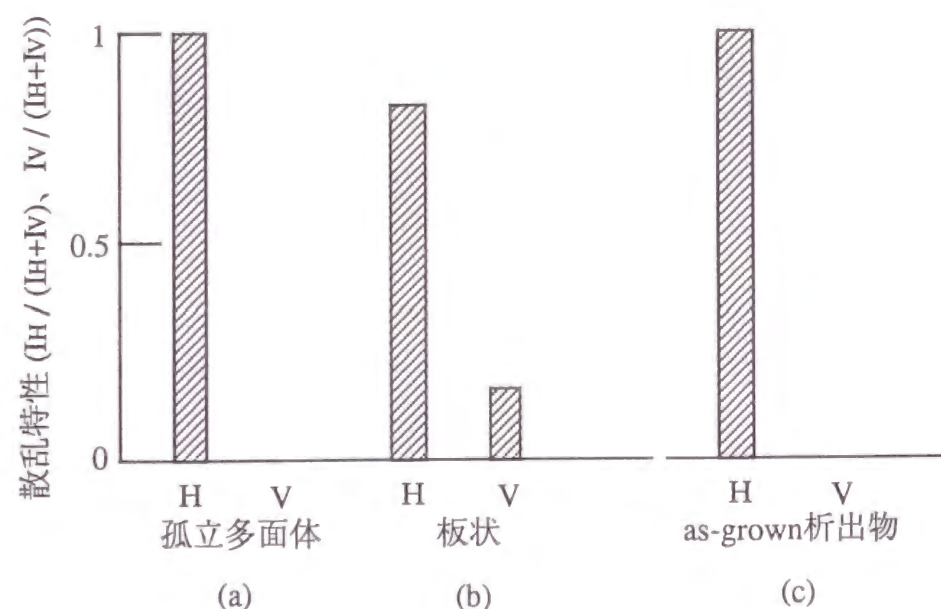 散乱特性 (IH / (IH+IV)、 IV / (IH+IV))
1
0.5
0
H V H V H V
孤立多面体 板状 as-grown析出物
(a) (b) (c)